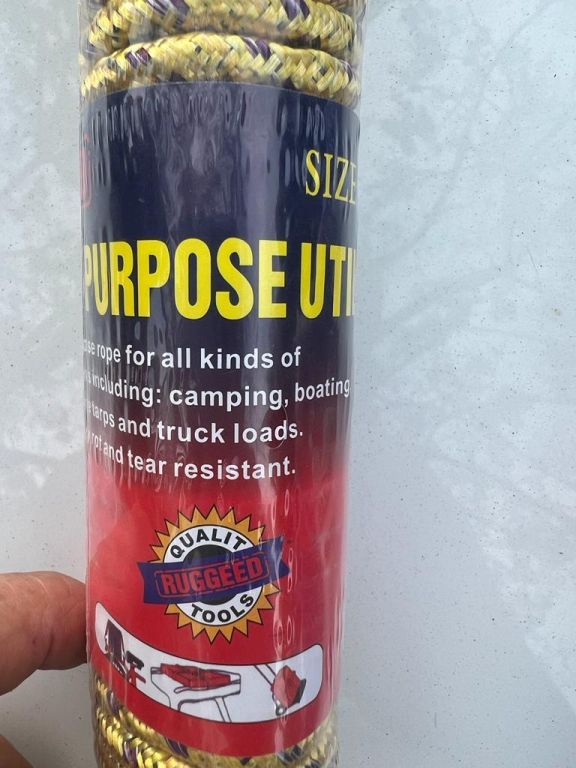 SIZE
PURPOSE UTI
rope for all kinds of
including: camping, boating
tarps and truck loads.
rot and tear resistant.
QUALIT
RUGGEED
TOOLS